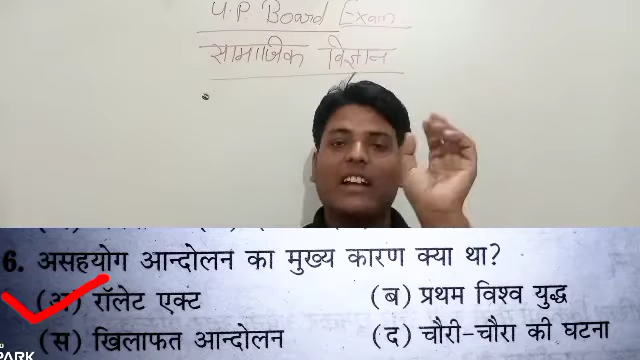 U.P. Board Exam
सामाजिक विज्ञान
6. असहयोग आन्दोलन का मुख्य कारण क्या था?
(अ) रॉलेट एक्ट (ब) प्रथम विश्व युद्ध
(स) खिलाफत आन्दोलन (द) चौरी-चौरा की घटना